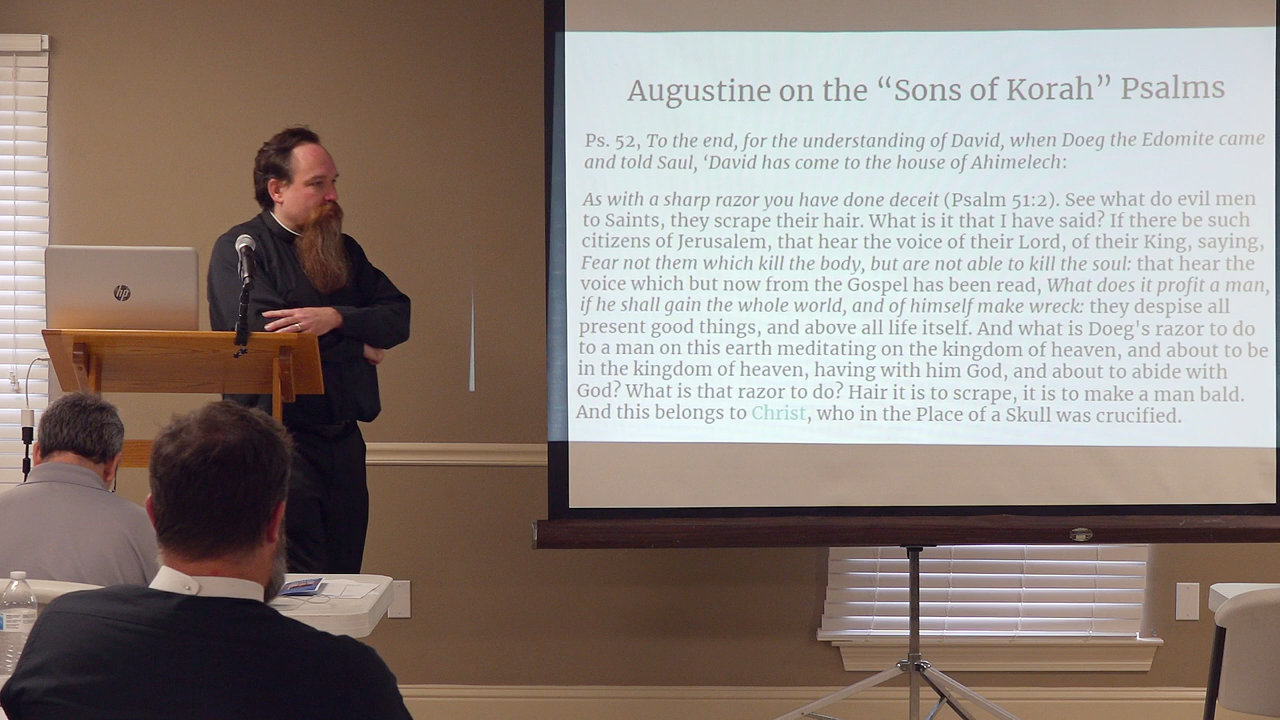 Augustine on the “Sons of Korah” Psalms
Ps. 52, To the end, for the understanding of David, when Doeg the Edomite came
and told Saul, ‘David has come to the house of Ahimelech:
As with a sharp razor you have done deceit (Psalm 51:2). See what do evil men
to Saints, they scrape their hair. What is it that I have said? If there be such
citizens of Jerusalem, that hear the voice of their Lord, of their King, saying,
Fear not them which kill the body, but are not able to kill the soul: that hear the
voice which but now from the Gospel has been read, What does it profit a man,
if he shall gain the whole world, and of himself make wreck: they despise all
present good things, and above all life itself. And what is Doeg's razor to do
to a man on this earth meditating on the kingdom of heaven, and about to be
in the kingdom of heaven, having with him God, and about to abide with
God? What is that razor to do? Hair it is to scrape, it is to make a man bald.
And this belongs to Christ, who in the Place of a Skull was crucified.
hp